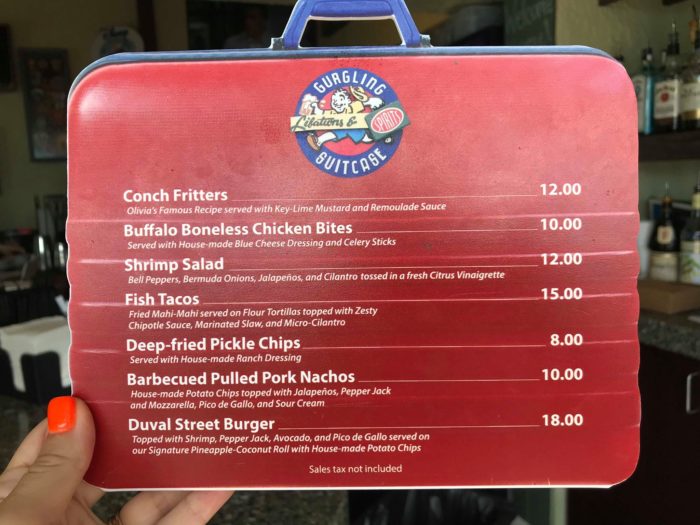 GURGLING
Libations &
SPIRITS
SUITCASE
Conch Fritters 12.00
Olivia's Famous Recipe served with Key-Lime Mustard and Remoulade Sauce
Buffalo Boneless Chicken Bites 10.00
Served with House-made Blue Cheese Dressing and Celery Sticks
Shrimp Salad 12.00
Bell Peppers, Bermuda Onions, Jalapeños, and Cilantro tossed in a fresh Citrus Vinaigrette
Fish Tacos 15.00
Fried Mahi-Mahi served on Flour Tortillas topped with Zesty
Chipotle Sauce, Marinated Slaw, and Micro-Cilantro
Deep-fried Pickle Chips 8.00
Served with House-made Ranch Dressing
Barbecued Pulled Pork Nachos 10.00
House-made Potato Chips topped with Jalapeños, Pepper Jack
and Mozzarella, Pico de Gallo, and Sour Cream
Duval Street Burger 18.00
Topped with Shrimp, Pepper Jack, Avocado, and Pico de Gallo served on
our Signature Pineapple-Coconut Roll with House-made Potato Chips
Sales tax not included